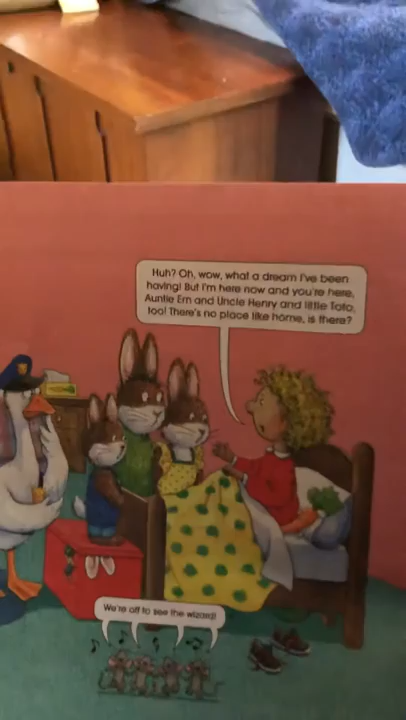 Huh? Oh, wow, what a dream I've been
having! But I'm here now and you're here,
Auntie Em and Uncle Henry and little Toto,
too! There's no place like home, is there?
We're off to see the wizard!